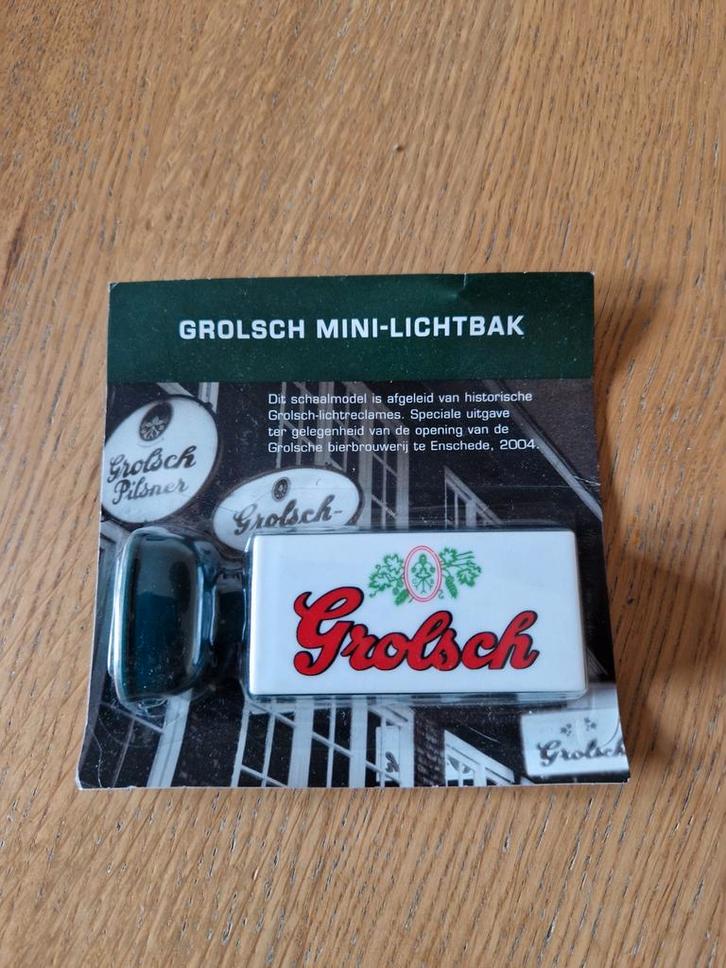 GROLSCH MINI-LICHTBAK
Dit schaalmodel is afgeleid van historische
Grolsch-lichtreclames. Speciale uitgave
ter gelegenheid van de opening van de
Grolsche bierbrouwerij te Enschede, 2004.
Grolsch
Pilsner
Grolsch-
Grolsch
Grolsch